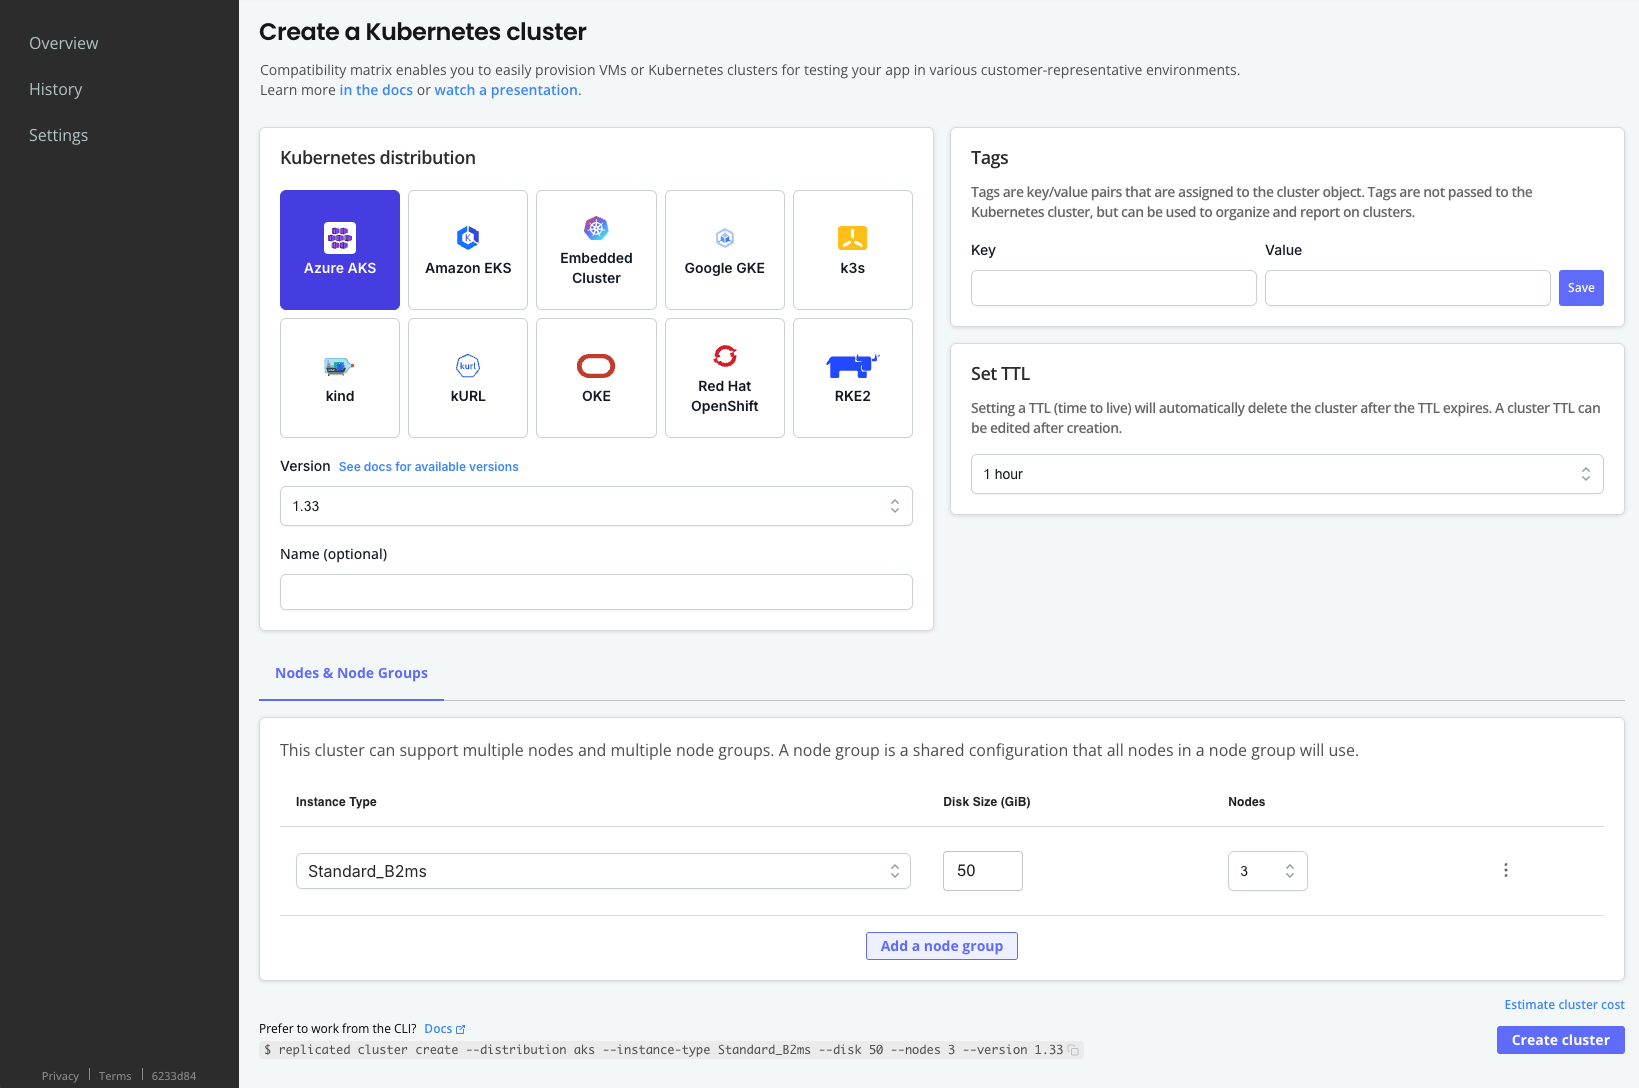 Overview
History
Settings
Privacy
Terms
6233d84
Create a Kubernetes cluster
Compatibility matrix enables you to easily provision VMs or Kubernetes clusters for testing your app in various customer-representative environments.
Learn more in the docs or watch a presentation.
Kubernetes distribution
Azure AKS
Amazon EKS
Embedded
Cluster
Google GKE
k3s
kind
kurl
kURL
OKE
Red Hat
OpenShift
RKE2
Version See docs for available versions
1.33
Name (optional)
Tags
Tags are key/value pairs that are assigned to the cluster object. Tags are not passed to the
Kubernetes cluster, but can be used to organize and report on clusters.
Key
Value
Save
Set TTL
Setting a TTL (time to live) will automatically delete the cluster after the TTL expires. A cluster TTL can
be edited after creation.
1 hour
Nodes & Node Groups
This cluster can support multiple nodes and multiple node groups. A node group is a shared configuration that all nodes in a node group will use.
Instance Type
Disk Size (GiB)
Nodes
Standard_B2ms
50
3
Add a node group
Estimate cluster cost
Prefer to work from the CLI? Docs
$ replicated cluster create --distribution aks --instance-type Standard_B2ms --disk 50 --nodes 3 --version 1.33
Create cluster